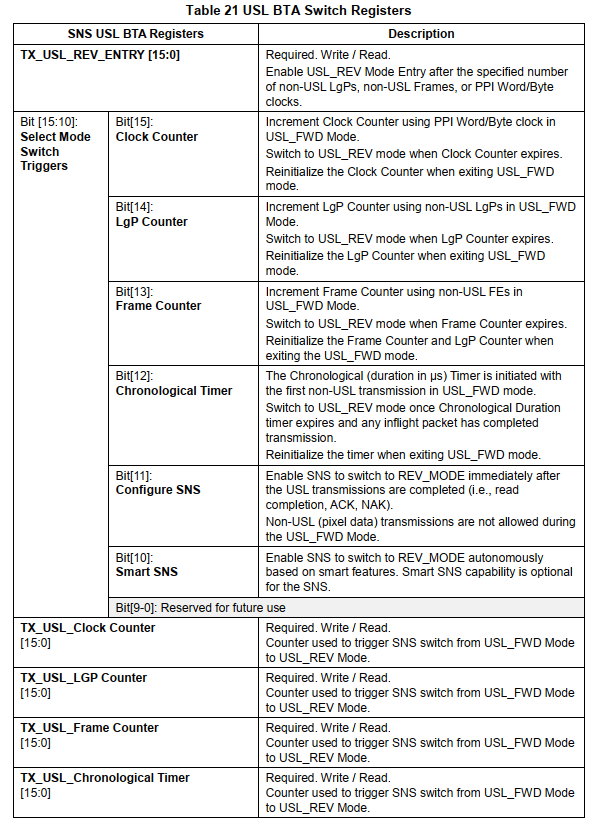 Table 21 USL BTA Switch Registers
SNS USL BTA Registers
Description
TX_USL_REV_ENTRY [15:0]
Required. Write / Read.
Enable USL_REV Mode Entry after the specified number
of non-USL LgPs, non-USL Frames, or PPI Word/Byte
clocks.
Bit [15:10]:
Select Mode
Switch
Triggers
Bit[15]:
Clock Counter
Increment Clock Counter using PPI Word/Byte clock in
USL_FWD Mode.
Switch to USL_REV mode when Clock Counter expires.
Reinitialize the Clock Counter when exiting USL_FWD
mode.
Bit[14]:
LgP Counter
Increment LgP Counter using non-USL LgPs in USL_FWD
Mode.
Switch to USL_REV mode when LgP Counter expires.
Reinitialize the LgP Counter when exiting USL_FWD
mode.
Bit[13]:
Frame Counter
Increment Frame Counter using non-USL FEs in
USL_FWD Mode.
Switch to USL_REV mode when Frame Counter expires.
Reinitialize the Frame Counter and LgP Counter when
exiting the USL_FWD mode.
Bit[12]:
Chronological Timer
The Chronological (duration in µs) Timer is initiated with
the first non-USL transmission in USL_FWD mode.
Switch to USL_REV mode once Chronological Duration
timer expires and any inflight packet has completed
transmission.
Reinitialize the timer when exiting USL_FWD mode.
Bit[11]:
Configure SNS
Enable SNS to switch to REV_MODE immediately after
the USL transmissions are completed (i.e., read
completion, ACK, NAK).
Non-USL (pixel data) transmissions are not allowed during
the USL_FWD Mode.
Bit[10]:
Smart SNS
Enable SNS to switch to REV_MODE autonomously
based on smart features. Smart SNS capability is optional
for the SNS.
Bit[9-0]: Reserved for future use
TX_USL_Clock Counter
[15:0]
Required. Write / Read.
Counter used to trigger SNS switch from USL_FWD Mode
to USL_REV Mode.
TX_USL_LGP Counter
[15:0]
Required. Write / Read.
Counter used to trigger SNS switch from USL_FWD Mode
to USL_REV Mode.
TX_USL_Frame Counter
[15:0]
Required. Write / Read.
Counter used to trigger SNS switch from USL_FWD Mode
to USL_REV Mode.
TX_USL_Chronological Timer
[15:0]
Required. Write / Read.
Counter used to trigger SNS switch from USL_FWD Mode
to USL_REV Mode.